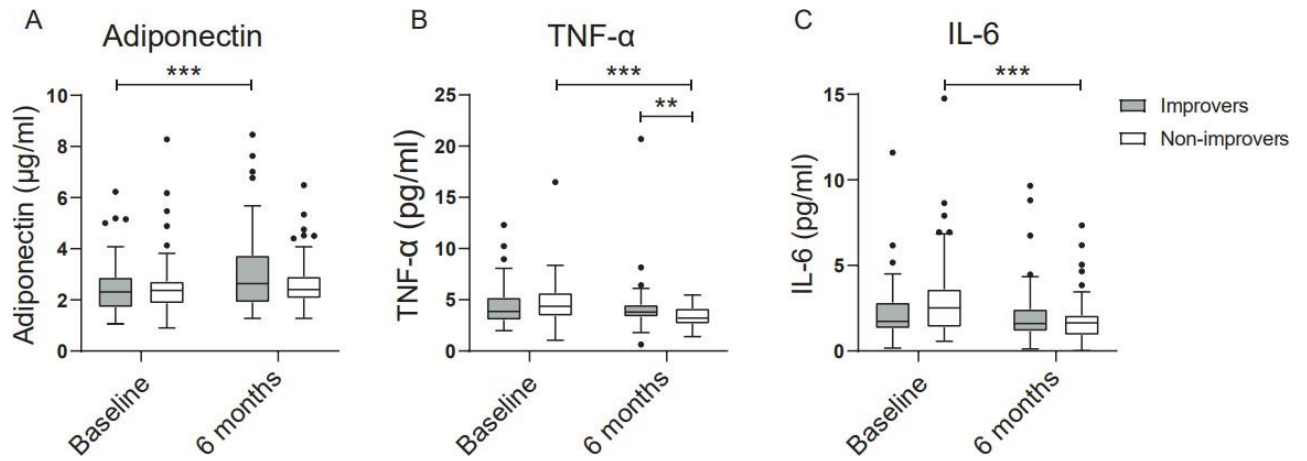 A
Adiponectin
***
Adiponectin (µg/ml)
10
8
6
4
2
0
Baseline
6 months
B
TNF-α
***
**
TNF-α (pg/ml)
25
20
15
10
5
0
Baseline
6 months
C
IL-6
***
IL-6 (pg/ml)
15
10
5
0
Baseline
6 months
Improvers
Non-improvers